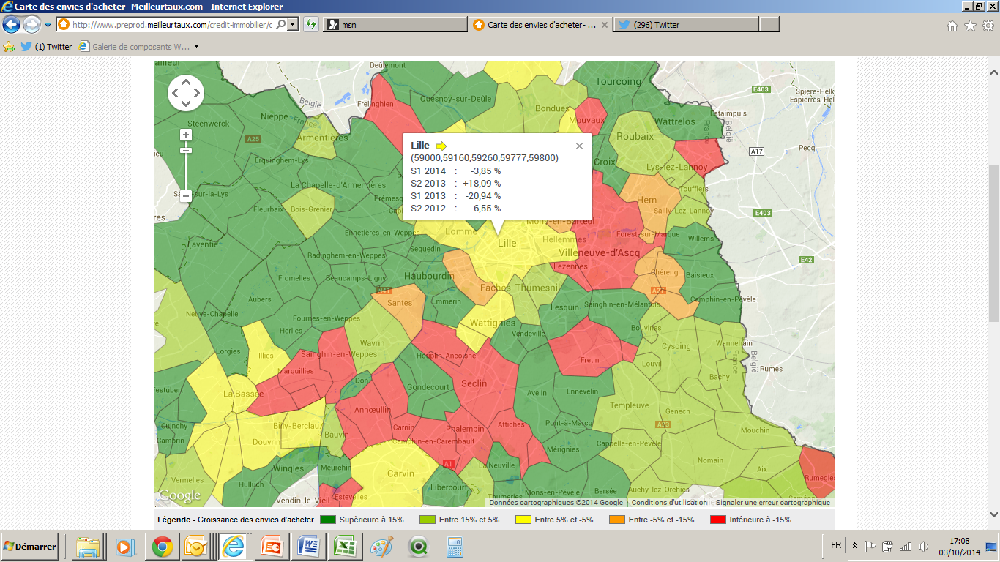 Carte des envies d'acheter- Meilleurtaux.com - Internet Explorer
http://www.preprod.meilleurtaux.com/credit-immobilier/c
msn
Carte des envies d'acheter- ...
(296) Twitter
(1) Twitter
Galerie de composants W...
Deûlémont
Tourcoing
E403
Spiere-Helk
Espierres-He
België
Frelinghien
Quesnoy-sur-Deûle
Bondues
Mouvaux
Wattrelos
Estaimpuis
Nieppe
France
Steenwerck
A25
Armentières
Roubaix
France
België
Pecq
A17
Erquinghem-Lys
Croix
Lys-lez-Lannoy
La Chapelle-d'Armentières
Toufflers
Fleurbaix
Bois-Grenier
Hem
Sailly-Lez-Lannoy
E403
Lille
(59000,59160,59260,59777,59800)
S1 2014 : -3,85 %
S2 2013 : +18,09 %
S1 2013 : -20,94 %
S2 2012 : -6,55 %
Mons-en-Barœul
Ennetières-en-Weppes
Lomme
Lille
Hellemmes
Forest-sur-Marque
Willems
Laventie
Radinghem-en-Weppes
Sequedin
Villeneuve-d'Ascq
E42
Lezennes
Fromelles
Beaucamps-Ligny
Haubourdin
Chéreng
Baisieux
A41
Faches-Thumesnil
A27
Aubers
Santes
Emmerin
Lesquin
Sainghin-en-Mélantois
Camphin-en-Pévèle
Neuve-Chapelle
Fournes-en-Weppes
Wattignies
Herlies
Vendeville
Bouvines
Wavrin
Cysoing
Wannehain
Lorgies
Illies
Sainghin-en-Weppes
Houplin-Ancoisne
Fretin
Louvil
France
België
Rumes
Marquillies
Don
Seclin
Bachy
Festubert
La Bassée
Gondecourt
Avelin
Ennevelin
Templeuve
Genech
Annœullin
Cuinchy
Billy-Berclau
Carnin
Phalempin
Attiches
Pont-à-Marcq
A23
Mouchin
Cambrin
Douvrin
Bauvin
Camphin-en-Carembault
Mérignies
Cappelle-en-Pévèle
Wingles
Meurchin
A1
La Neuville
Nomain
Aix
Carvin
Vermelles
Hulluch
Libercourt
Mons-en-Pévèle
Bersée
Auchy-lez-Orchies
Rumegies
Vendin-le-Vieil
Estevelles
Thumeries
Google
Données cartographiques ©2014 Google
Conditions d'utilisation
Signaler une erreur cartographique
Légende - Croissance des envies d'acheter
Supèrieure à 15%
Entre 15% et 5%
Entre 5% et -5%
Entre -5% et -15%
Inférieure à -15%
Démarrer
FR
17:08
03/10/2014